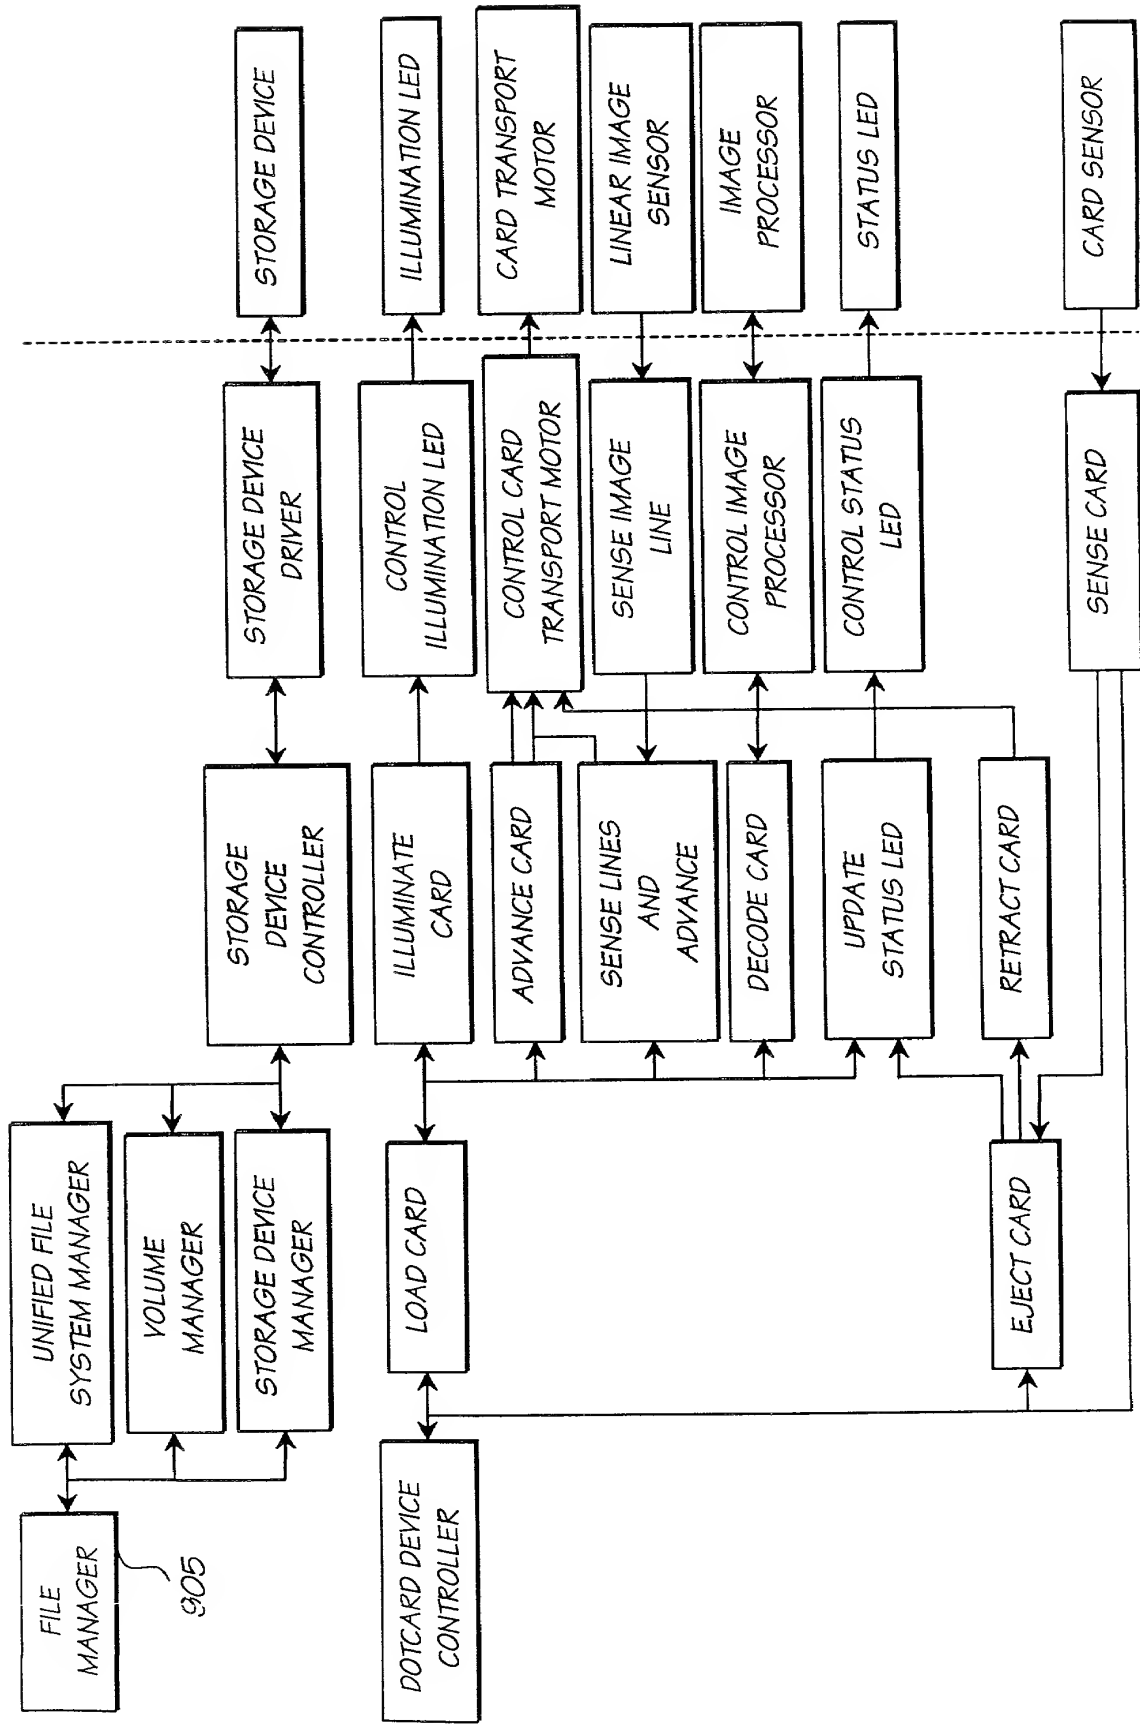 FILE
MANAGER
905
UNIFIED FILE
SYSTEM MANAGER
VOLUME
MANAGER
STORAGE DEVICE
MANAGER
STORAGE
DEVICE
CONTROLLER
STORAGE DEVICE
DRIVER
STORAGE DEVICE
DOTCARD DEVICE
CONTROLLER
LOAD CARD
ILLUMINATE
CARD
CONTROL
ILLUMINATION LED
ILLUMINATION LED
ADVANCE CARD
CONTROL CARD
TRANSPORT MOTOR
CARD TRANSPORT
MOTOR
SENSE LINES
AND
ADVANCE
SENSE IMAGE
LINE
LINEAR IMAGE
SENSOR
DECODE CARD
CONTROL IMAGE
PROCESSOR
IMAGE
PROCESSOR
UPDATE
STATUS LED
CONTROL STATUS
LED
STATUS LED
EJECT CARD
RETRACT CARD
SENSE CARD
CARD SENSOR